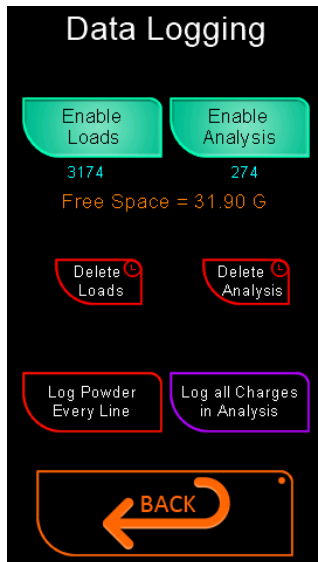 Data Logging
Enable
Loads
Enable
Analysis
3174
274
Free Space = 31.90 G
Delete
Loads
Delete
Analysis
Log Powder
Every Line
Log all Charges
in Analysis
BACK